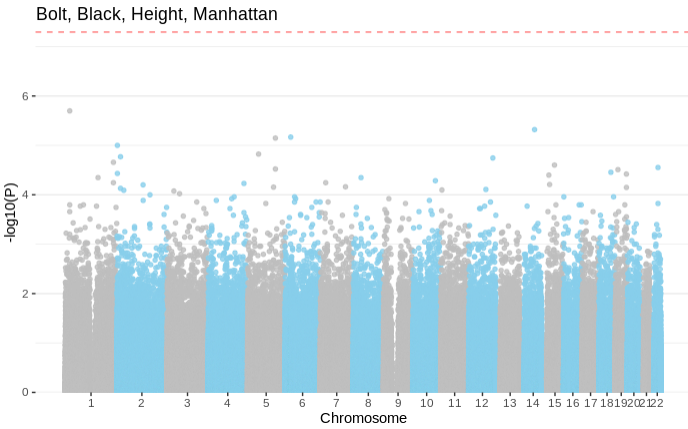 Bolt, Black, Height, Manhattan
-log10(P)
6
4
2
0
1 2 3 4 5 6 7 8 9 10 11 12 13 14 15 16 17 18 19 20 21 22
Chromosome